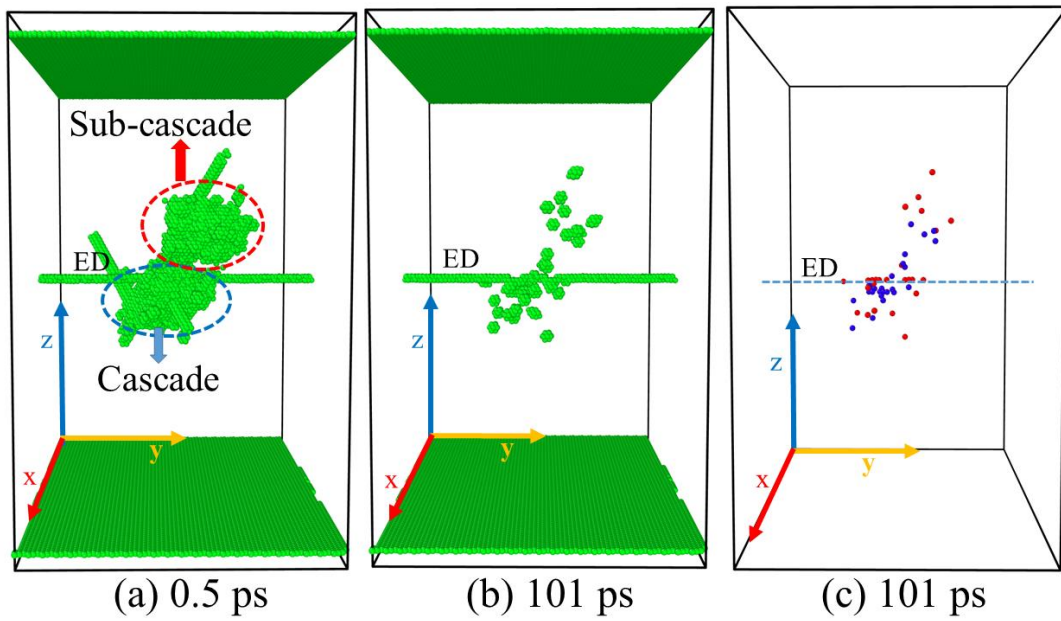 Sub-cascade
ED
z
Cascade
y
x
(a) 0.5 ps
ED
z
y
x
(b) 101 ps
ED
z
y
x
(c) 101 ps